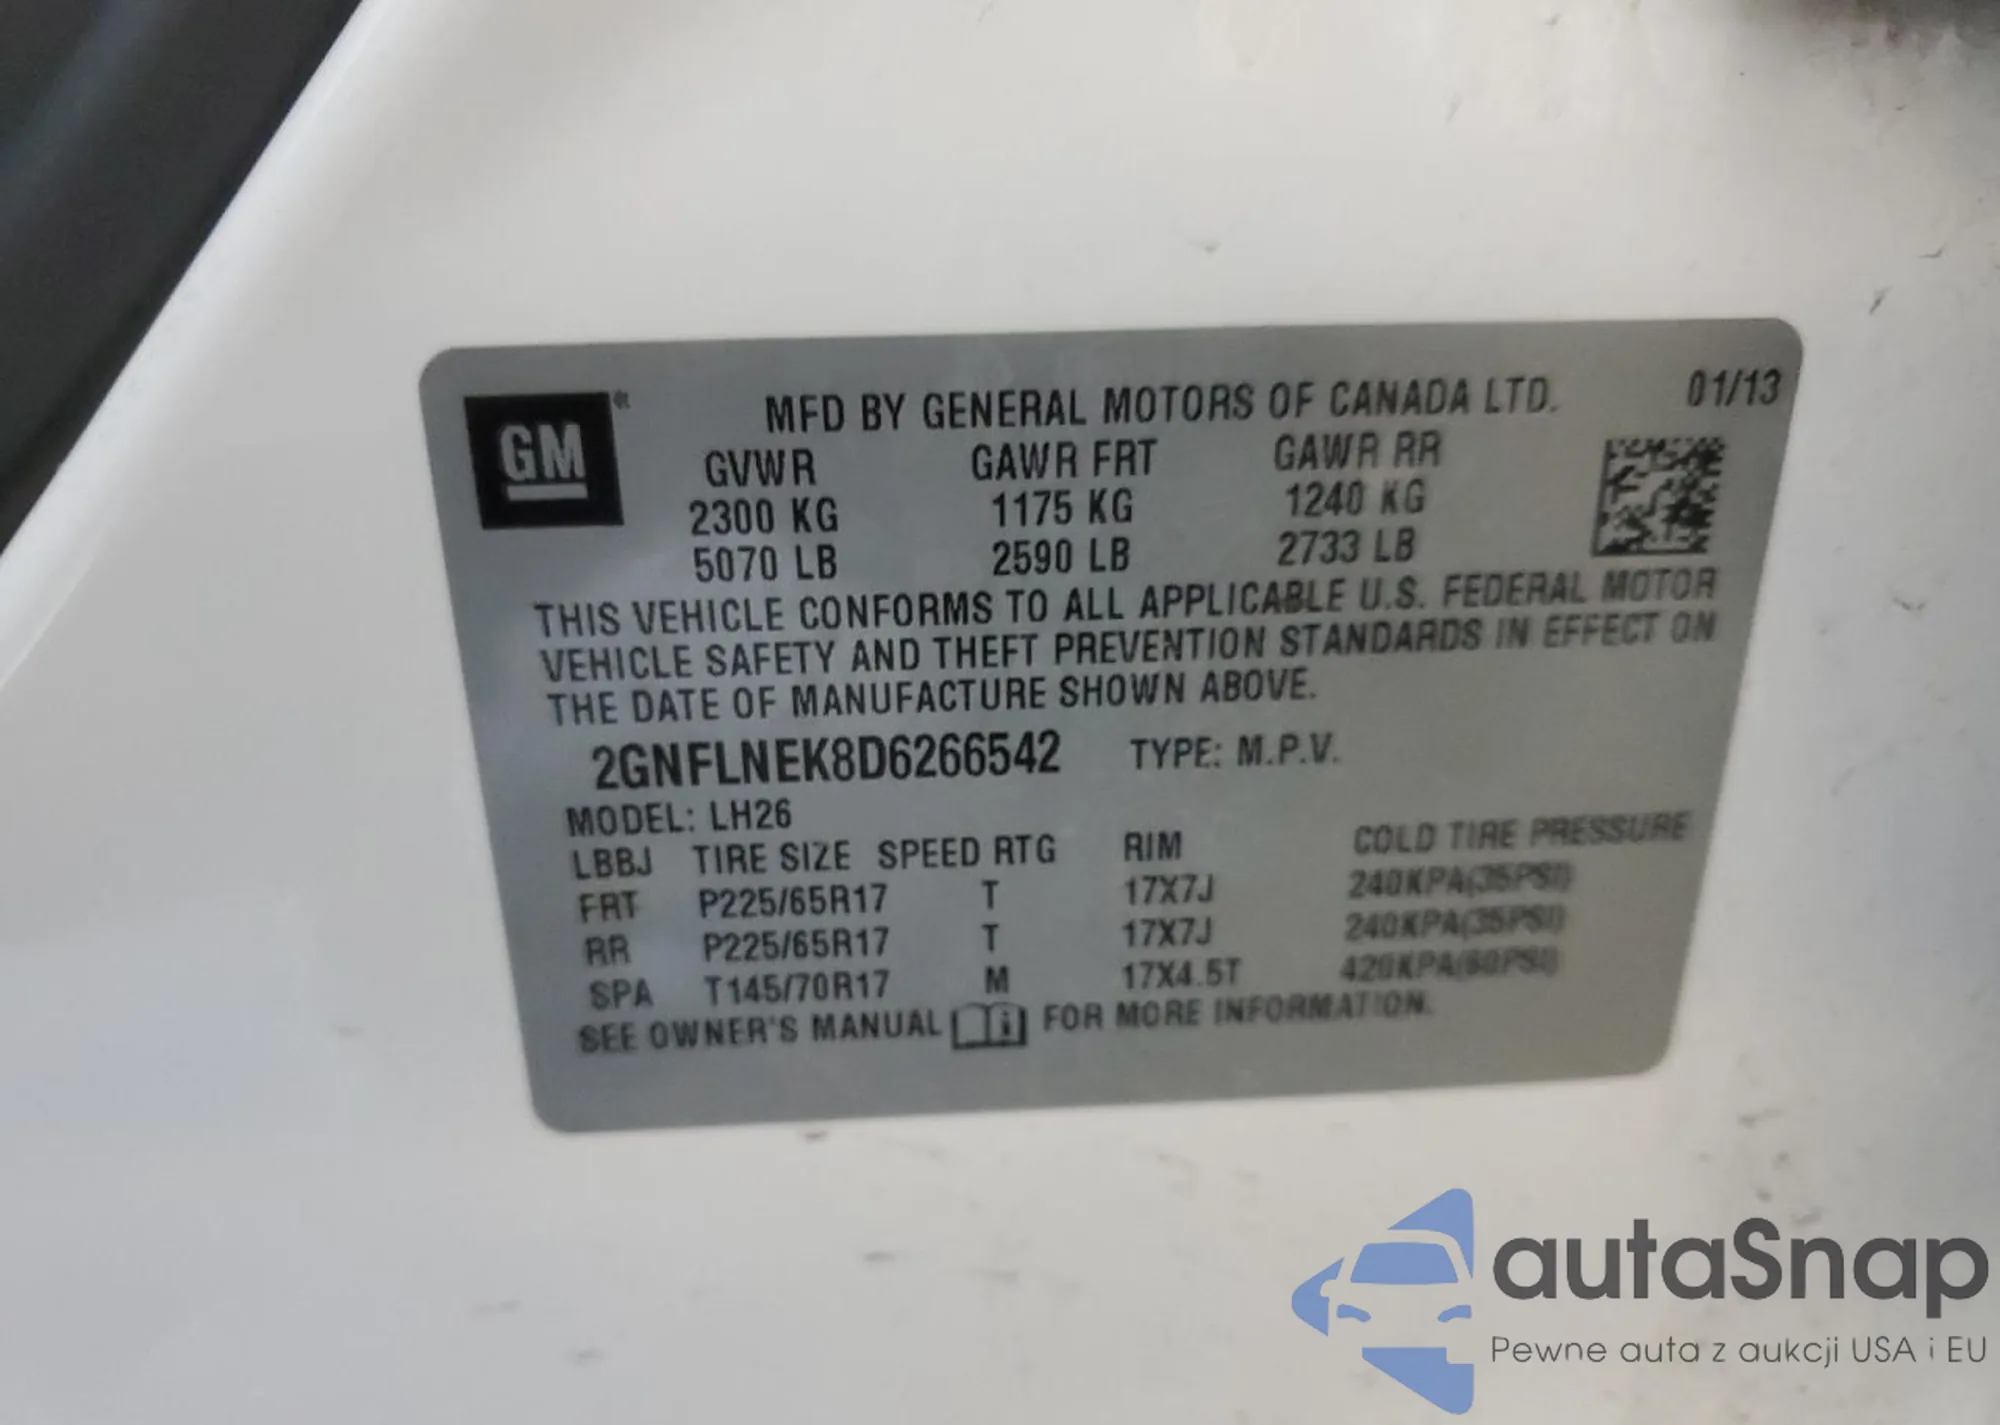 GM MFD BY GENERAL MOTORS OF CANADA LTD. 01/13
GVWR GAWR FRT GAWR RR
2300 KG 1175 KG 1240 KG
5070 LB 2590 LB 2733 LB
THIS VEHICLE CONFORMS TO ALL APPLICABLE U.S. FEDERAL MOTOR
VEHICLE SAFETY AND THEFT PREVENTION STANDARDS IN EFFECT ON
THE DATE OF MANUFACTURE SHOWN ABOVE.
2GNFLNEK8D6266542 TYPE: M.P.V.
MODEL: LH26
LBBJ TIRE SIZE SPEED RTG RIM COLD TIRE PRESSURE
FRT P225/65R17 T 17X7J 240KPA(35PSI)
RR P225/65R17 T 17X7J 240KPA(35PSI)
SPA T145/70R17 M 17X4.5T 420KPA(60PSI)
SEE OWNER'S MANUAL FOR MORE INFORMATION.
autaSnap
Pewne auta z aukcji USA i EU